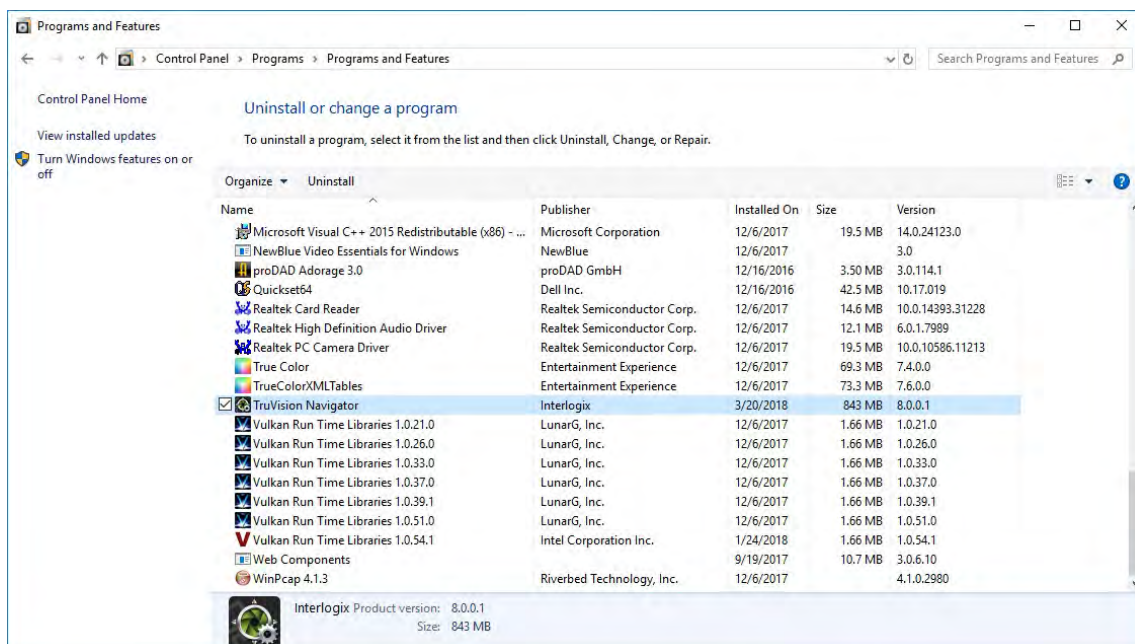 Programs and Features
Control Panel > Programs > Programs and Features
Search Programs and Features
Control Panel Home
View installed updates
Turn Windows features on or
off
Uninstall or change a program
To uninstall a program, select it from the list and then click Uninstall, Change, or Repair.
Organize Uninstall
Name Publisher Installed On Size Version
Microsoft Visual C++ 2015 Redistributable (x86) - ... Microsoft Corporation 12/6/2017 19.5 MB 14.0.24123.0
NewBlue Video Essentials for Windows NewBlue 12/6/2017 3.0
proDAD Adorage 3.0 proDAD GmbH 12/16/2016 3.50 MB 3.0.114.1
Quickset64 Dell Inc. 12/16/2016 42.5 MB 10.17.019
Realtek Card Reader Realtek Semiconductor Corp. 12/6/2017 14.6 MB 10.0.14393.31228
Realtek High Definition Audio Driver Realtek Semiconductor Corp. 12/6/2017 12.1 MB 6.0.1.7989
Realtek PC Camera Driver Realtek Semiconductor Corp. 12/6/2017 19.5 MB 10.0.10586.11213
True Color Entertainment Experience 12/6/2017 69.3 MB 7.4.0.0
TrueColorXMLTables Entertainment Experience 12/6/2017 73.3 MB 7.6.0.0
TruVision Navigator Interlogix 3/20/2018 843 MB 8.0.0.1
Vulkan Run Time Libraries 1.0.21.0 LunarG, Inc. 12/6/2017 1.66 MB 1.0.21.0
Vulkan Run Time Libraries 1.0.26.0 LunarG, Inc. 12/6/2017 1.66 MB 1.0.26.0
Vulkan Run Time Libraries 1.0.33.0 LunarG, Inc. 12/6/2017 1.66 MB 1.0.33.0
Vulkan Run Time Libraries 1.0.37.0 LunarG, Inc. 12/6/2017 1.66 MB 1.0.37.0
Vulkan Run Time Libraries 1.0.39.1 LunarG, Inc. 12/6/2017 1.66 MB 1.0.39.1
Vulkan Run Time Libraries 1.0.51.0 LunarG, Inc. 12/6/2017 1.66 MB 1.0.51.0
Vulkan Run Time Libraries 1.0.54.1 Intel Corporation Inc. 1/24/2018 1.66 MB 1.0.54.1
Web Components 9/19/2017 10.7 MB 3.0.6.10
WinPcap 4.1.3 Riverbed Technology, Inc. 12/6/2017 4.1.0.2980
Interlogix Product version: 8.0.0.1
Size: 843 MB